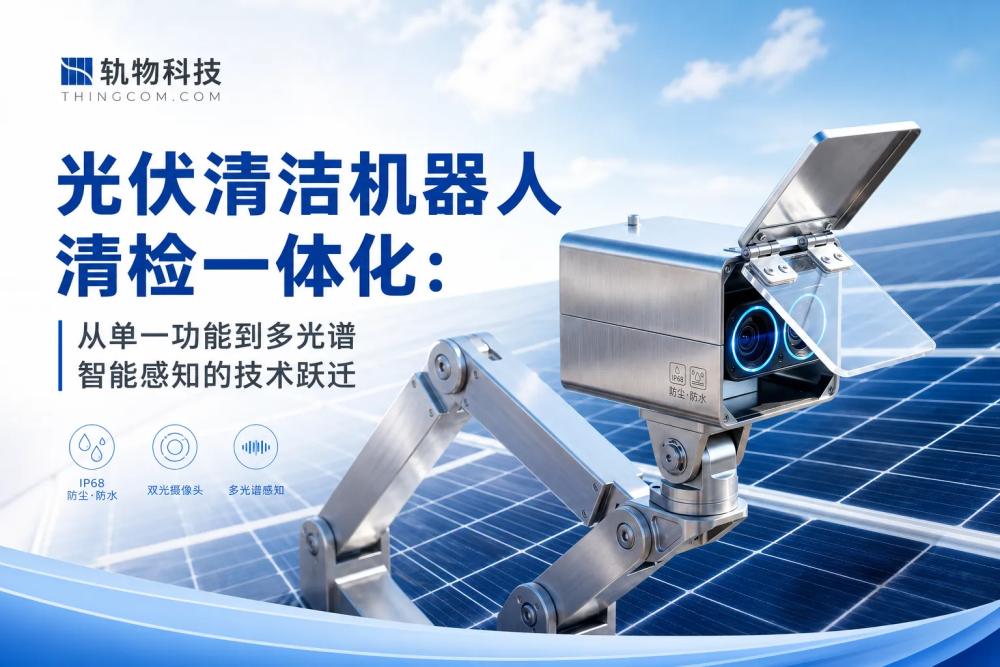 轨物科技
THINGCOM.COM
光伏清洁机器人
清检一体化:
从单一功能到多光谱
智能感知的技术跃迁
IP68
防尘·防水
双光摄像头
多光谱感知
IP68
防尘·防水